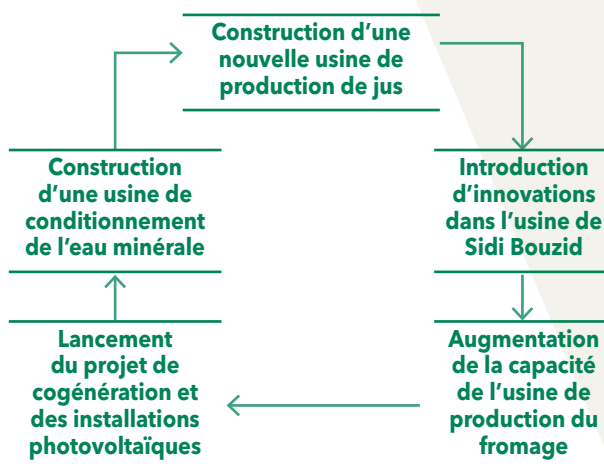 Construction d'une
nouvelle usine de
production de jus
Introduction
d'innovations
dans l'usine de
Sidi Bouzid
Augmentation
de la capacité
de l'usine de
production du
fromage
Lancement
du projet de
cogénération et
des installations
photovoltaïques
Construction
d'une usine de
conditionnement
de l'eau minérale